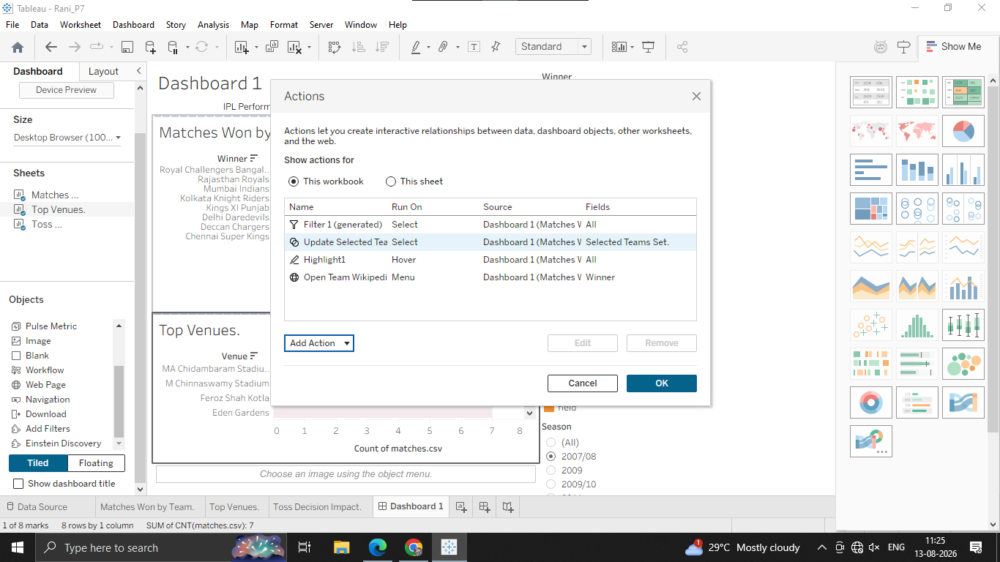 Tableau - Rani_P7
File Data Worksheet Dashboard Story Analysis Map Format Server Window Help
Standard
Show Me
Dashboard Layout
Device Preview
Size
Desktop Browser (100...
Sheets
Matches ...
Top Venues.
Toss ...
Objects
Pulse Metric
Image
Blank
Workflow
Web Page
Navigation
Download
Add Filters
Einstein Discovery
Tiled Floating
Show dashboard title
Dashboard 1
IPL Perform
Matches Won by
Winner
Royal Challengers Bangal..
Rajasthan Royals
Mumbai Indians
Kolkata Knight Riders
Kings XI Punjab
Delhi Daredevils
Deccan Chargers
Chennai Super Kings
Top Venues.
Venue
MA Chidambaram Stadiu..
M Chinnaswamy Stadium
Feroz Shah Kotla
Eden Gardens
0 1 2 3 4 5 6 7 8
Count of matches.csv
Choose an image using the object menu.
Winner
Actions
Actions let you create interactive relationships between data, dashboard objects, other worksheets,
and the web.
Show actions for
This workbook This sheet
Name Run On Source Fields
Filter 1 (generated) Select Dashboard 1 (Matches W All
Update Selected Tea Select Dashboard 1 (Matches W Selected Teams Set.
Highlight1 Hover Dashboard 1 (Matches W All
Open Team Wikipedi Menu Dashboard 1 (Matches W Winner
Add Action Edit Remove
Cancel OK
field
Season
(All)
2007/08
2009
2009/10
Data Source Matches Won by Team. Top Venues. Toss Decision Impact. Dashboard 1
1 of 8 marks 8 rows by 1 column SUM of CNT(matches.csv): 7
Type here to search
1
29°C Mostly cloudy
ENG
11:25
13-08-2026